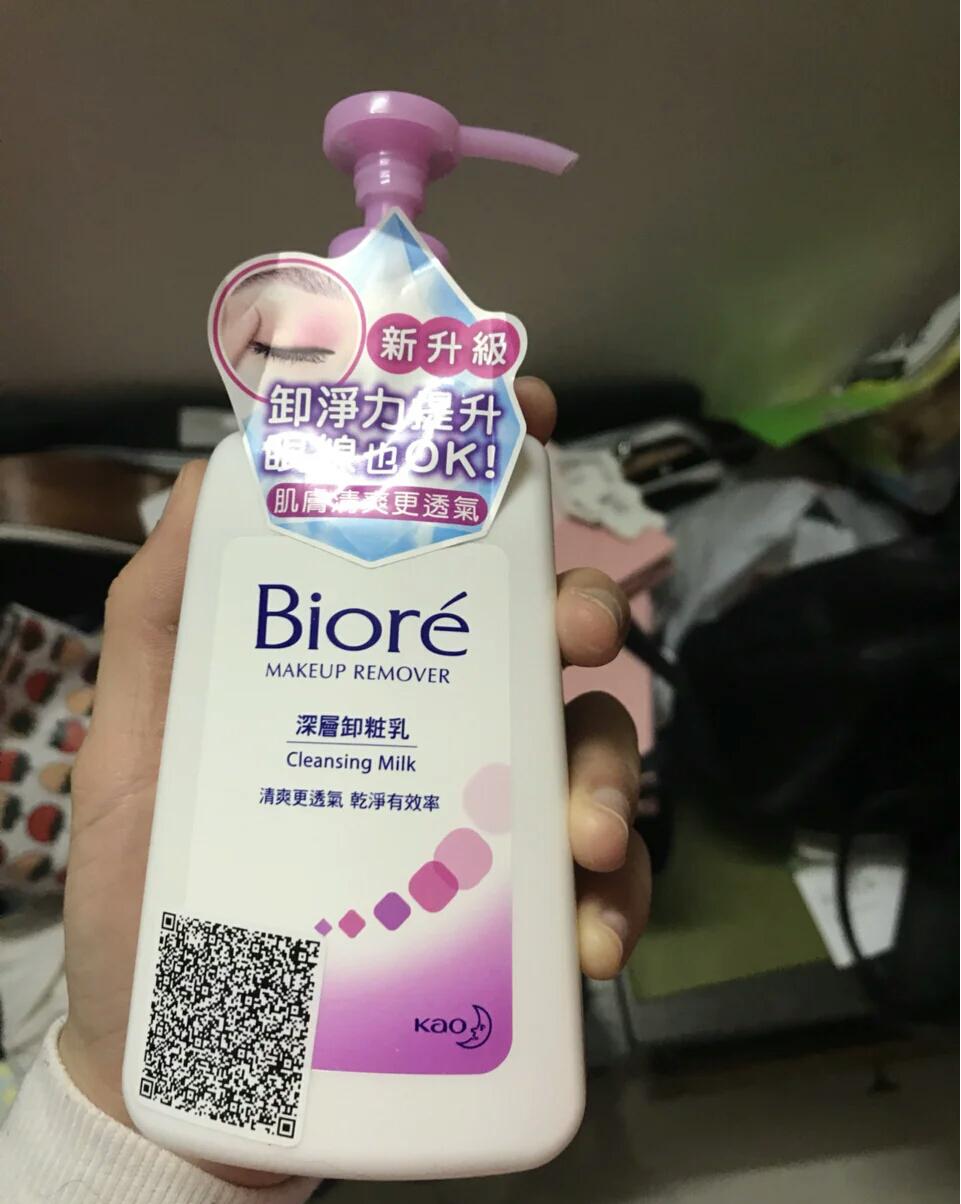 新升級
卸淨力提升
眼線也OK!
肌膚清爽更透氣
Bioré
MAKEUP REMOVER
深層卸粧乳
Cleansing Milk
清爽更透氣 乾淨有效率
Kao